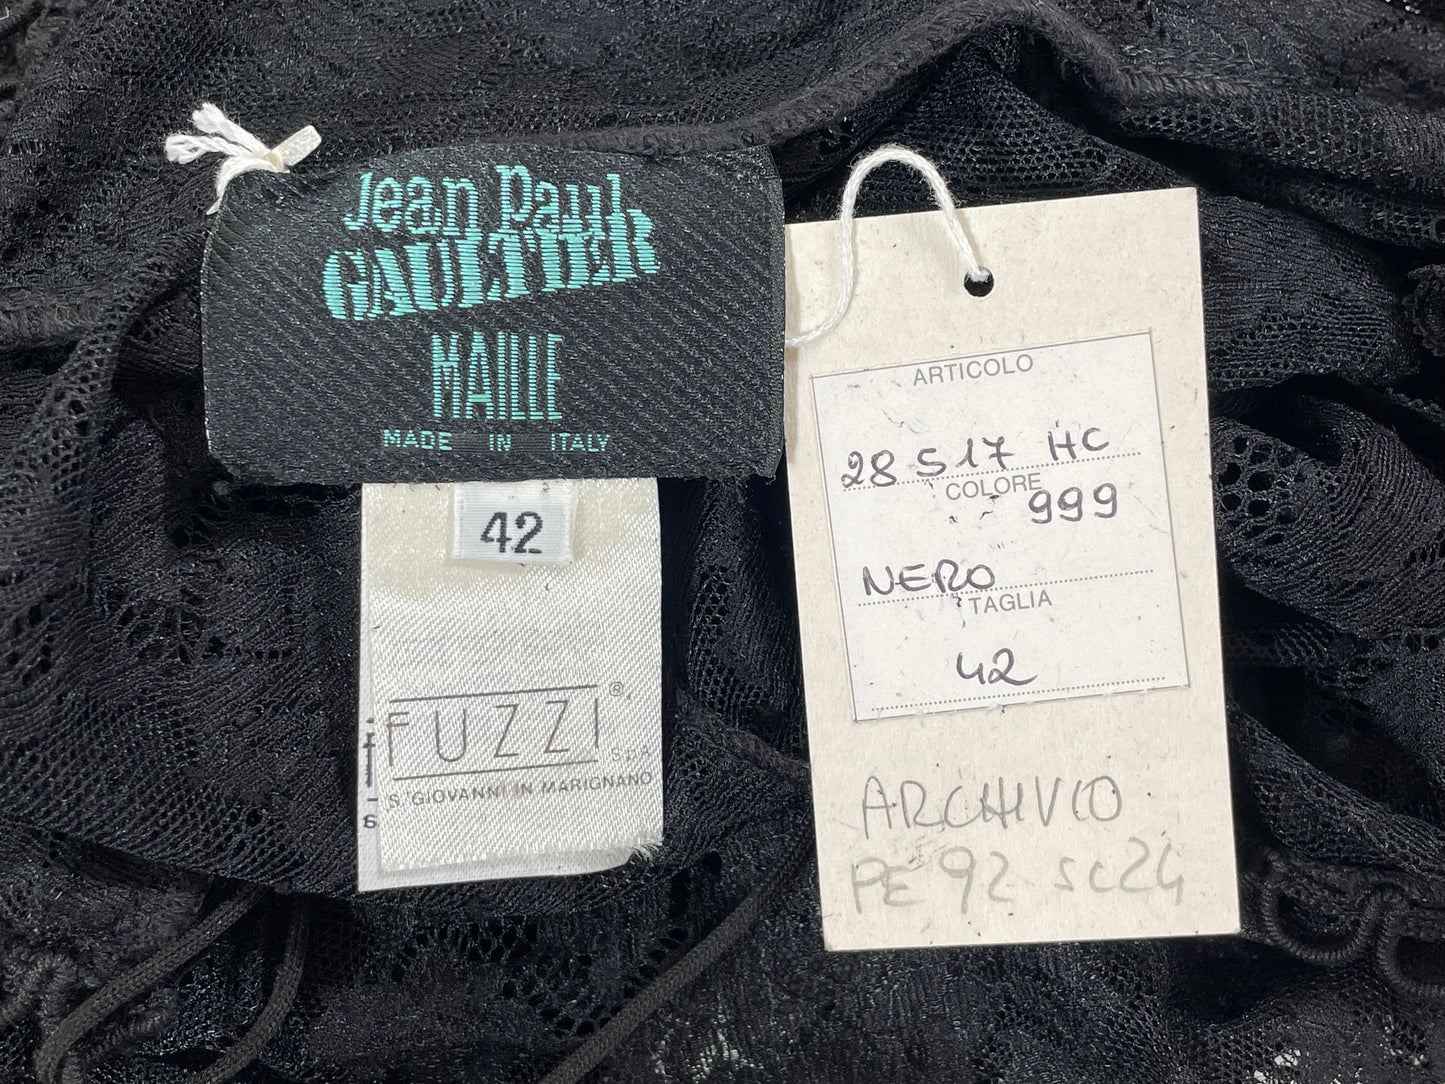 Jean Paul
GAULTIER
MAILLE
MADE IN ITALY
42
FUZZI ®
S.P.A.
S. GIOVANNI IN MARIGNANO
ARTICOLO
28 517 HC
COLORE
999
NERO
TAGLIA
42
ARCHIVIO
PE 92 SC24